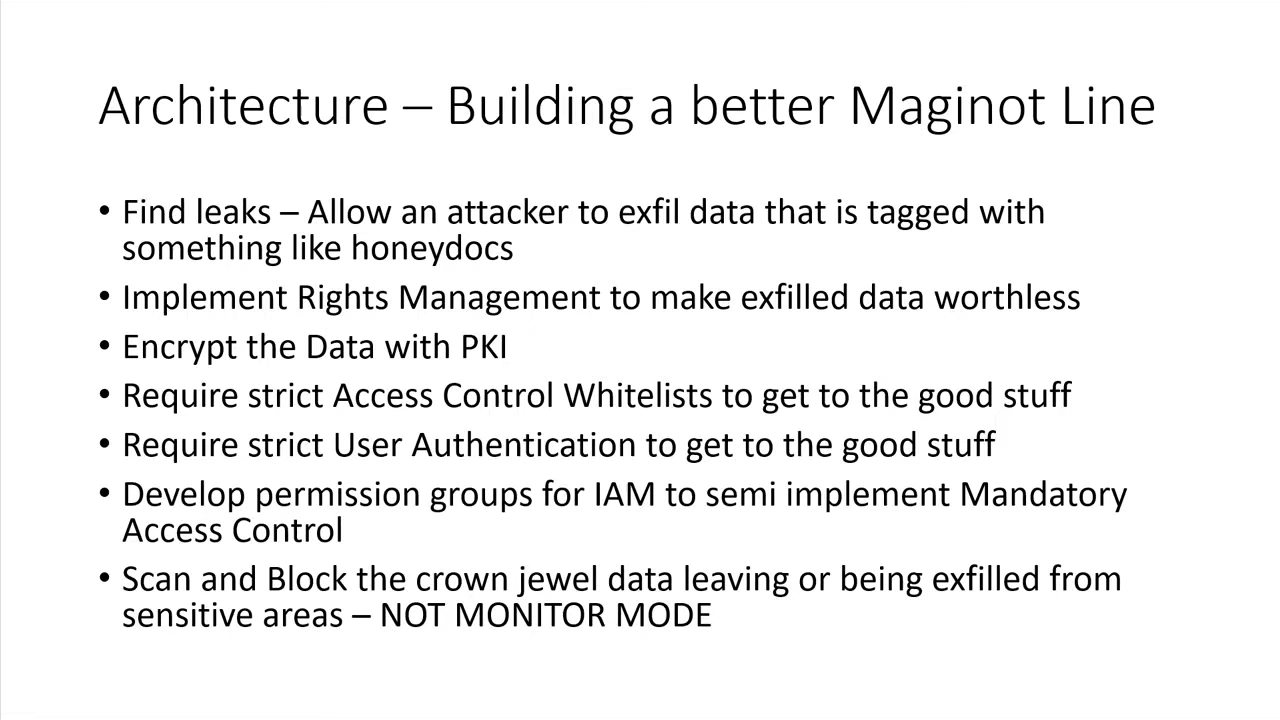 Architecture – Building a better Maginot Line
• Find leaks – Allow an attacker to exfil data that is tagged with
something like honeydocs
• Implement Rights Management to make exfilled data worthless
• Encrypt the Data with PKI
• Require strict Access Control Whitelists to get to the good stuff
• Require strict User Authentication to get to the good stuff
• Develop permission groups for IAM to semi implement Mandatory
Access Control
• Scan and Block the crown jewel data leaving or being exfilled from
sensitive areas – NOT MONITOR MODE